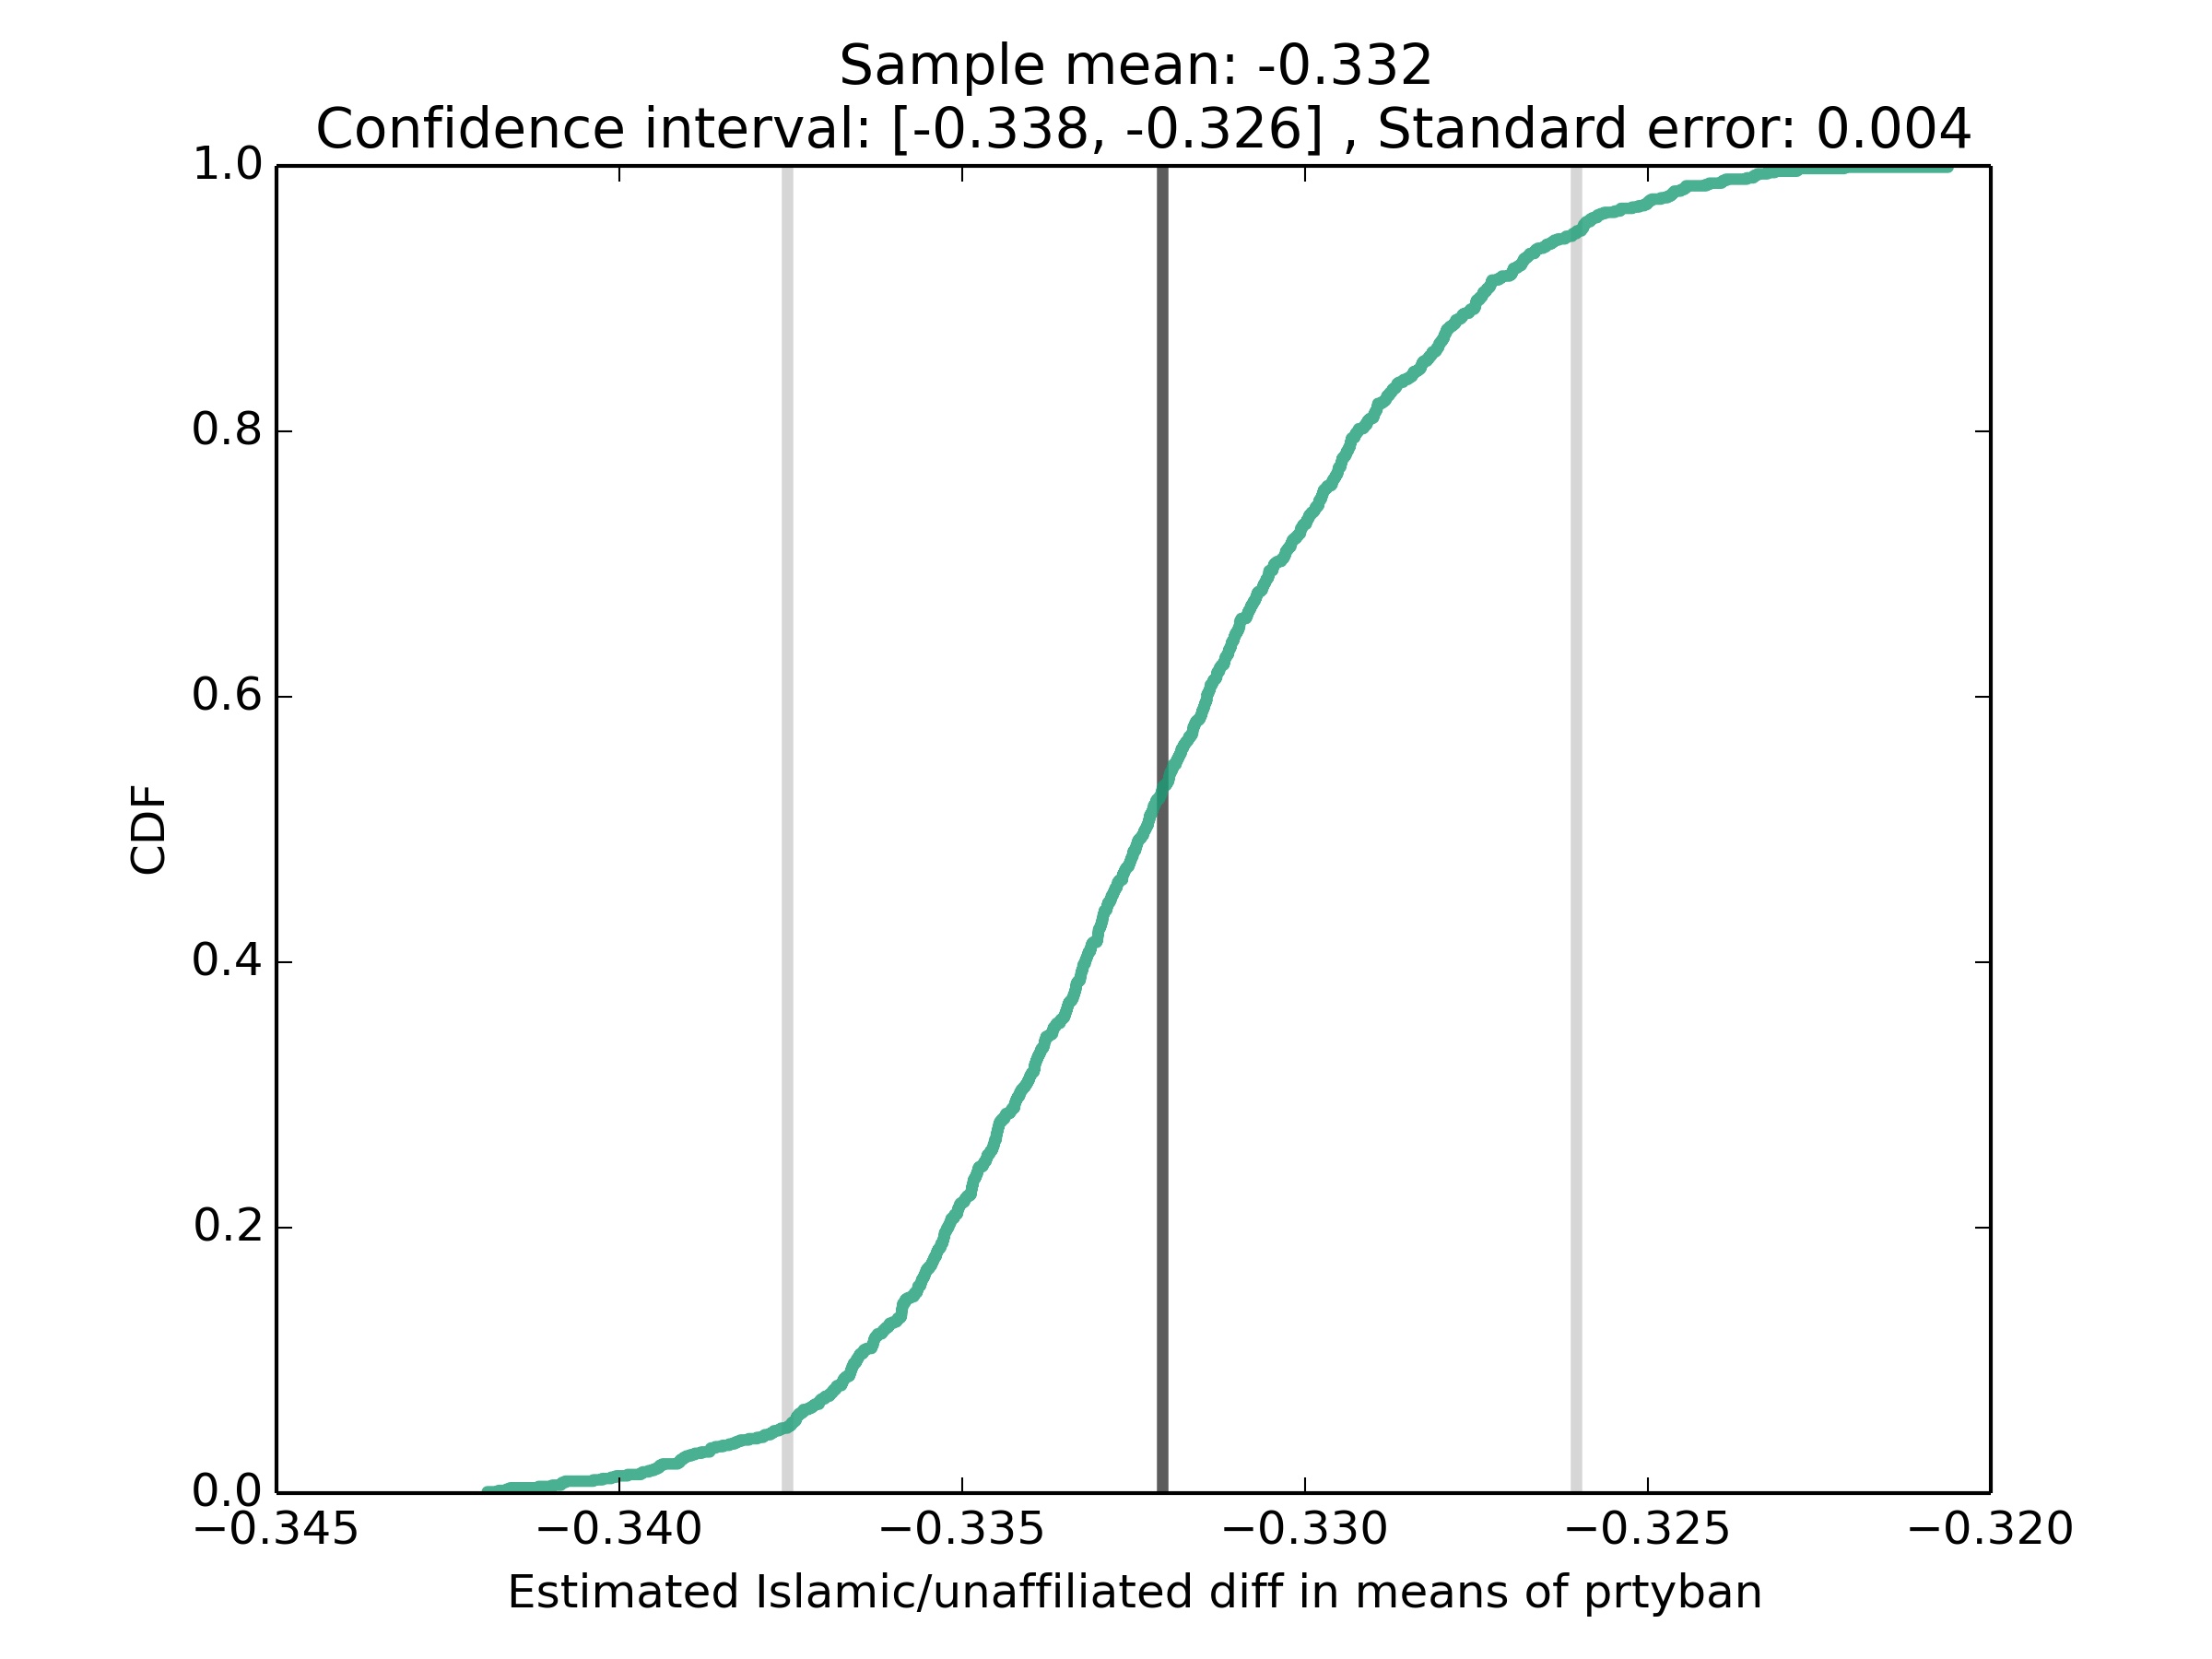 Sample mean: -0.332
Confidence interval: [-0.338, -0.326] , Standard error: 0.004
1.0
0.8
0.6
0.4
0.2
0.0
CDF
−0.345 −0.340 −0.335 −0.330 −0.325 −0.320
Estimated Islamic/unaffiliated diff in means of prtyban